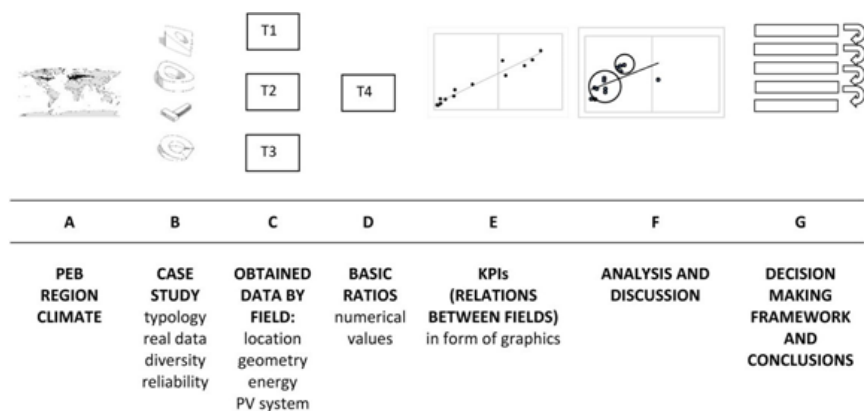 T1
T2
T3
T4
A B C D E F G
PEB
REGION
CLIMATE
CASE
STUDY
typology
real data
diversity
reliability
OBTAINED
DATA BY
FIELD:
location
geometry
energy
PV system
BASIC
RATIOS
numerical
values
KPIs
(RELATIONS
BETWEEN FIELDS)
in form of graphics
ANALYSIS AND
DISCUSSION
DECISION
MAKING
FRAMEWORK
AND
CONCLUSIONS